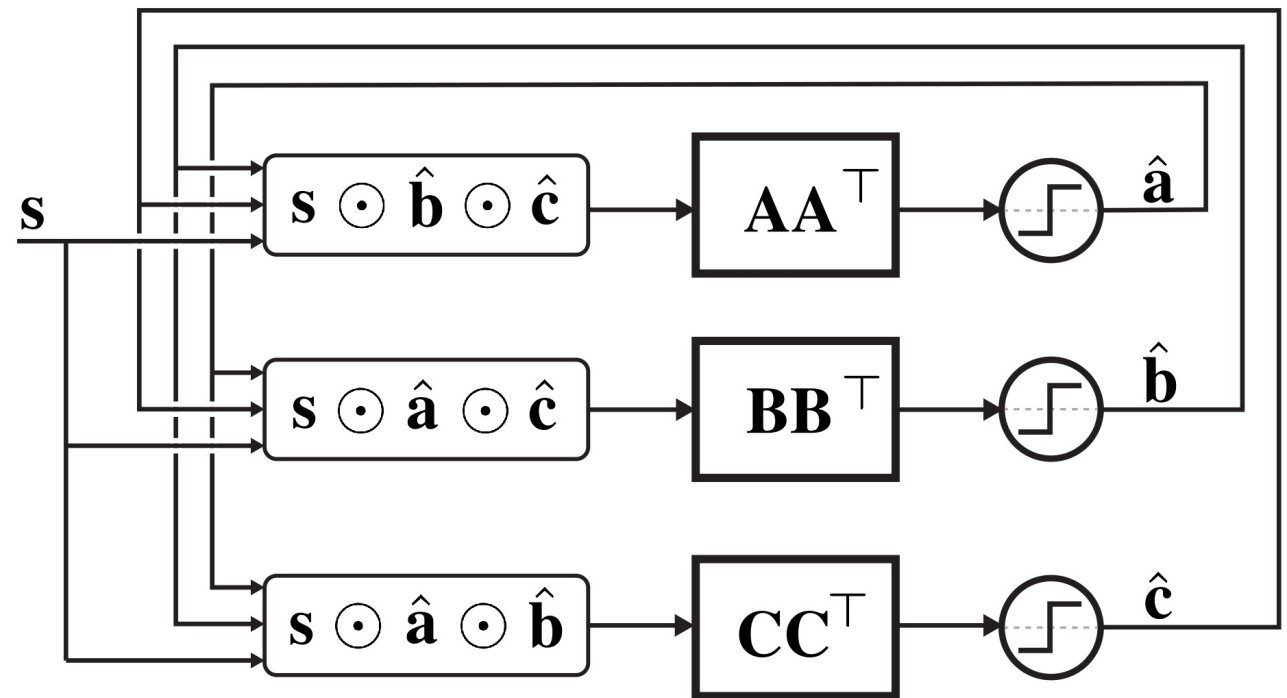 s
s ⊙ b̂ ⊙ ĉ
AA⊤
â
s ⊙ â ⊙ ĉ
BB⊤
b̂
s ⊙ â ⊙ b̂
CC⊤
ĉ